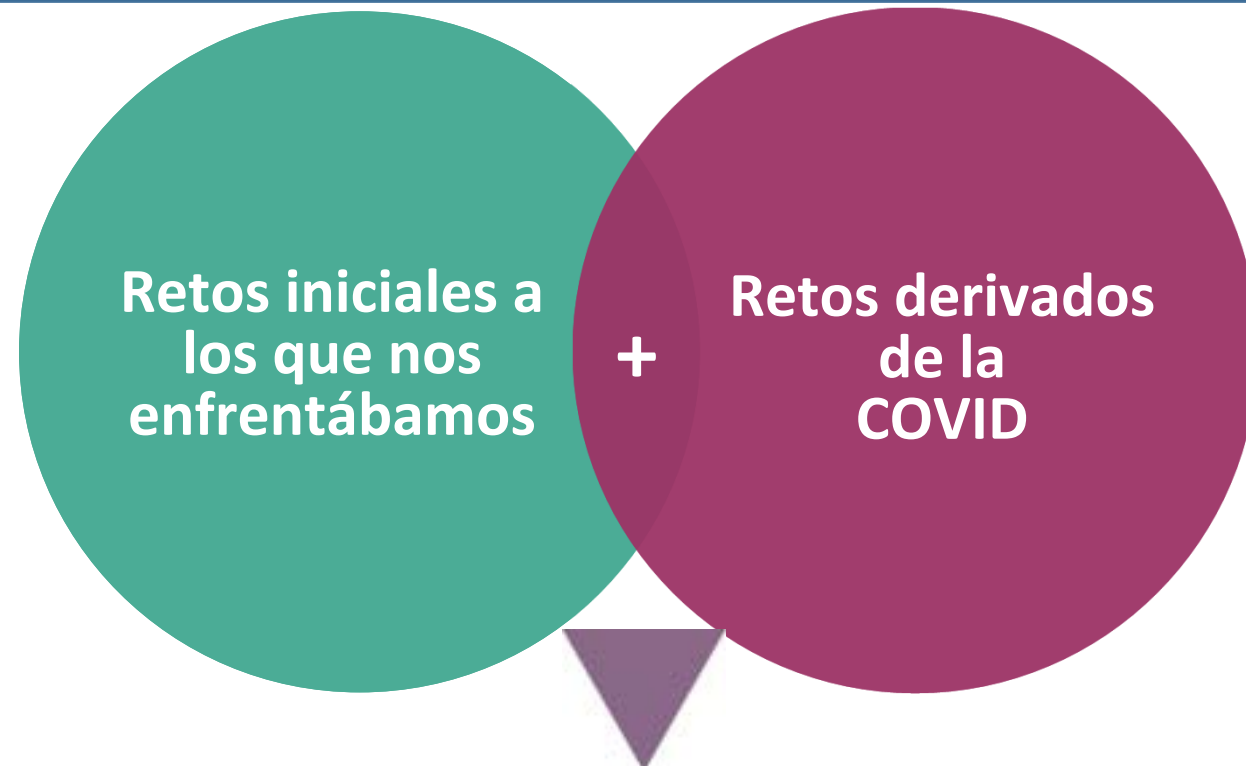 Retos iniciales a
los que nos
enfrentábamos
+
Retos derivados
de la
COVID